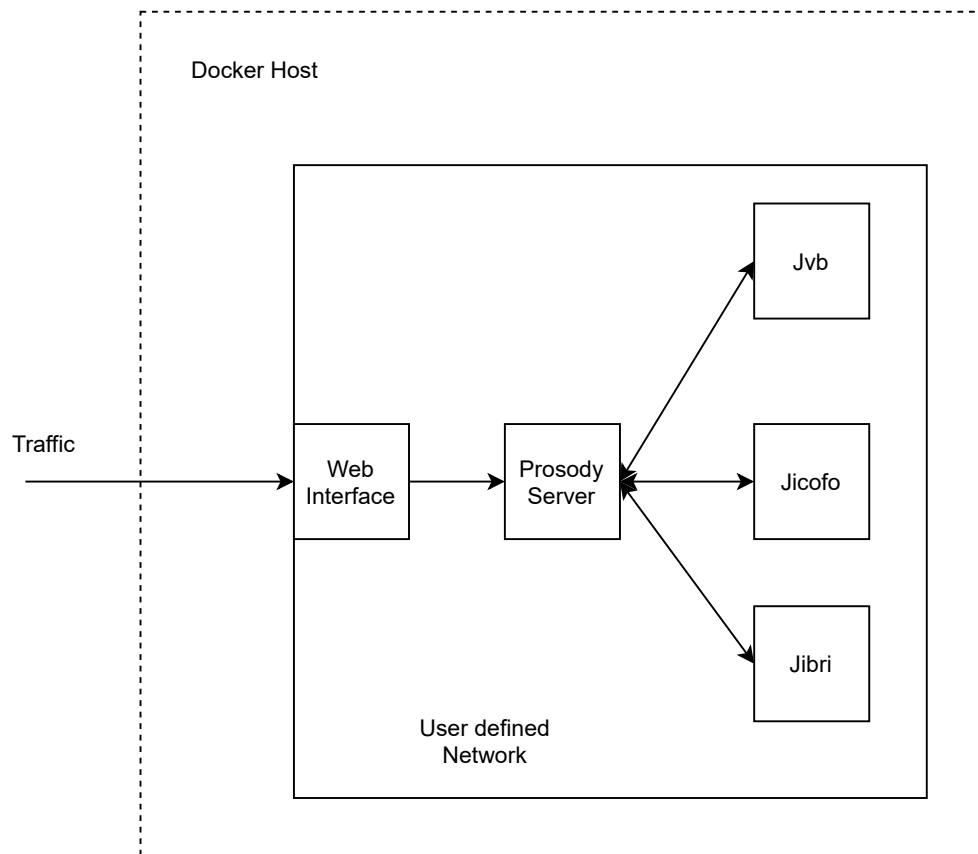 Docker Host
Jvb
Traffic
Web
Interface
Prosody
Server
Jicofo
Jibri
User defined
Network